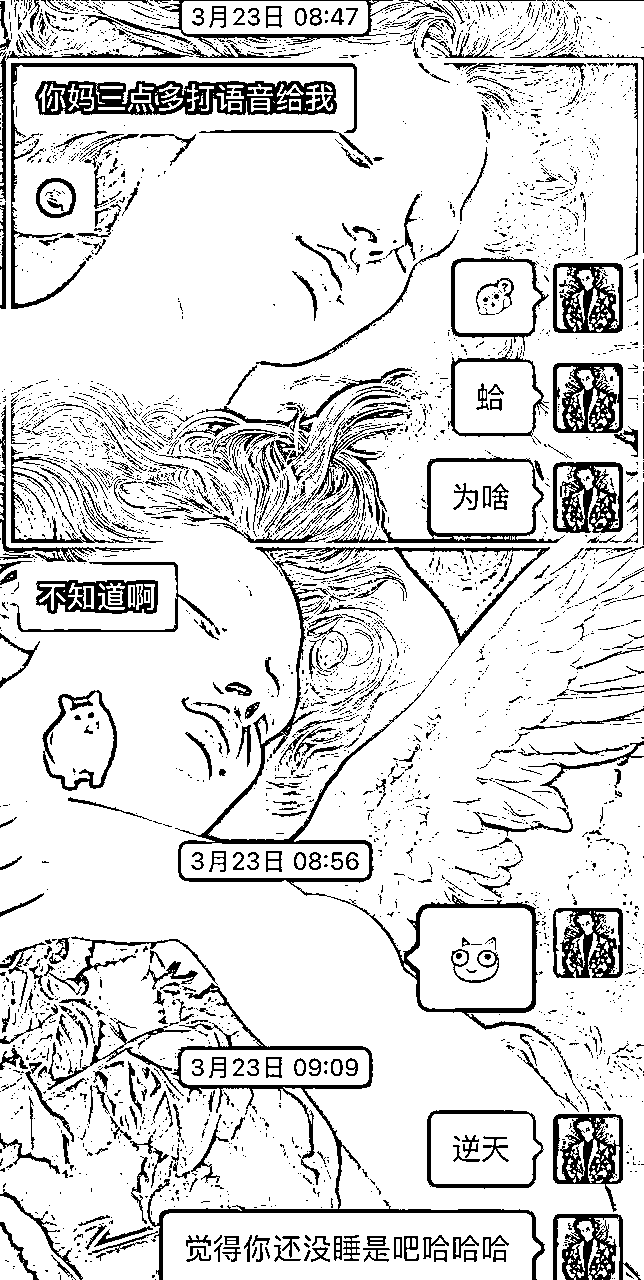 3月23日 08:47
你妈三点多打语音给我
蛤
为啥
不知道啊
3月23日 08:56
3月23日 09:09
逆天
觉得你还没睡是吧哈哈哈